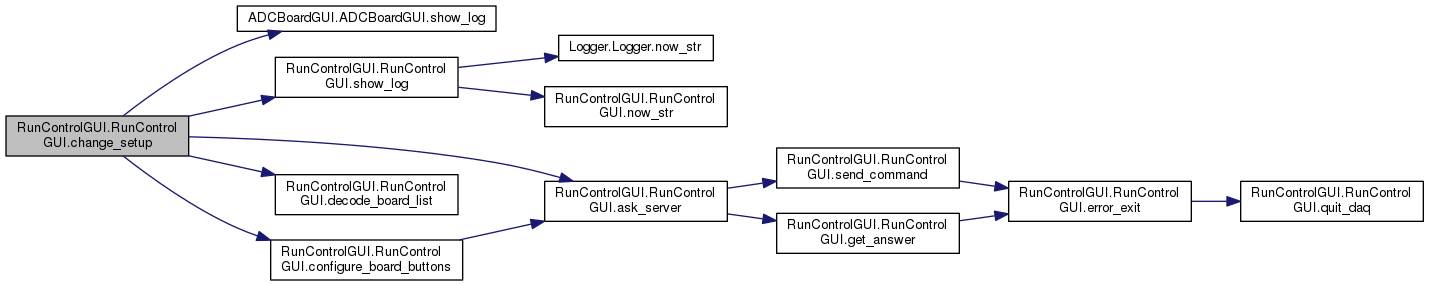 RunControlGUI.RunControl
GUI.change_setup
ADCBoardGUI.ADCBoardGUI.show_log
RunControlGUI.RunControl
GUI.show_log
RunControlGUI.RunControl
GUI.decode_board_list
RunControlGUI.RunControl
GUI.configure_board_buttons
Logger.Logger.now_str
RunControlGUI.RunControl
GUI.now_str
RunControlGUI.RunControl
GUI.ask_server
RunControlGUI.RunControl
GUI.send_command
RunControlGUI.RunControl
GUI.get_answer
RunControlGUI.RunControl
GUI.error_exit
RunControlGUI.RunControl
GUI.quit_daq